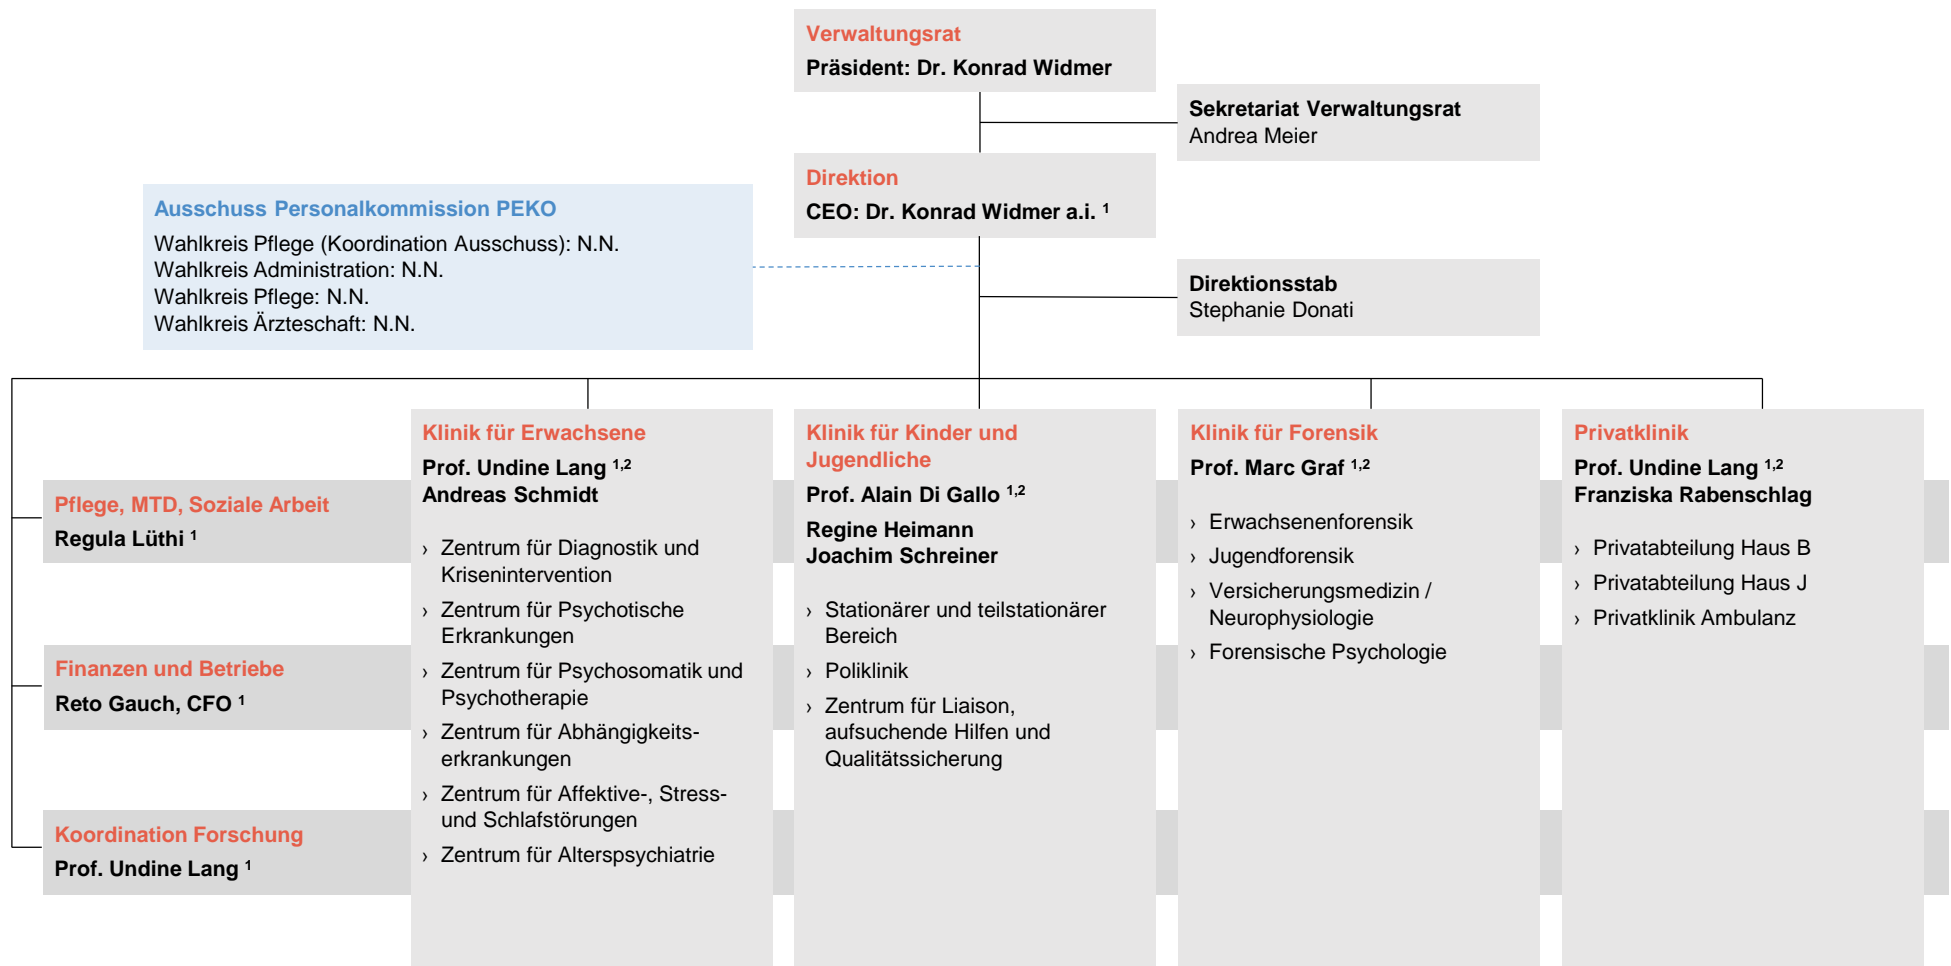 Verwaltungsrat
Präsident: Dr. Konrad Widmer
Sekretariat Verwaltungsrat
Andrea Meier
Direktion
CEO: Dr. Konrad Widmer a.i. ¹
Ausschuss Personalkommission PEKO
Wahlkreis Pflege (Koordination Ausschuss): N.N.
Wahlkreis Administration: N.N.
Wahlkreis Pflege: N.N.
Wahlkreis Ärzteschaft: N.N.
Direktionsstab
Stephanie Donati
Pflege, MTD, Soziale Arbeit
Regula Lüthi ¹
Finanzen und Betriebe
Reto Gauch, CFO ¹
Koordination Forschung
Prof. Undine Lang ¹
Klinik für Erwachsene
Prof. Undine Lang ¹,²
Andreas Schmidt
› Zentrum für Diagnostik und
Krisenintervention
› Zentrum für Psychotische
Erkrankungen
› Zentrum für Psychosomatik und
Psychotherapie
› Zentrum für Abhängigkeits-
erkrankungen
› Zentrum für Affektive-, Stress-
und Schlafstörungen
› Zentrum für Alterspsychiatrie
Klinik für Kinder und
Jugendliche
Prof. Alain Di Gallo ¹,²
Regine Heimann
Joachim Schreiner
› Stationärer und teilstationärer
Bereich
› Poliklinik
› Zentrum für Liaison,
aufsuchende Hilfen und
Qualitätssicherung
Klinik für Forensik
Prof. Marc Graf ¹,²
› Erwachsenenforensik
› Jugendforensik
› Versicherungsmedizin /
Neurophysiologie
› Forensische Psychologie
Privatklinik
Prof. Undine Lang ¹,²
Franziska Rabenschlag
› Privatabteilung Haus B
› Privatabteilung Haus J
› Privatklinik Ambulanz